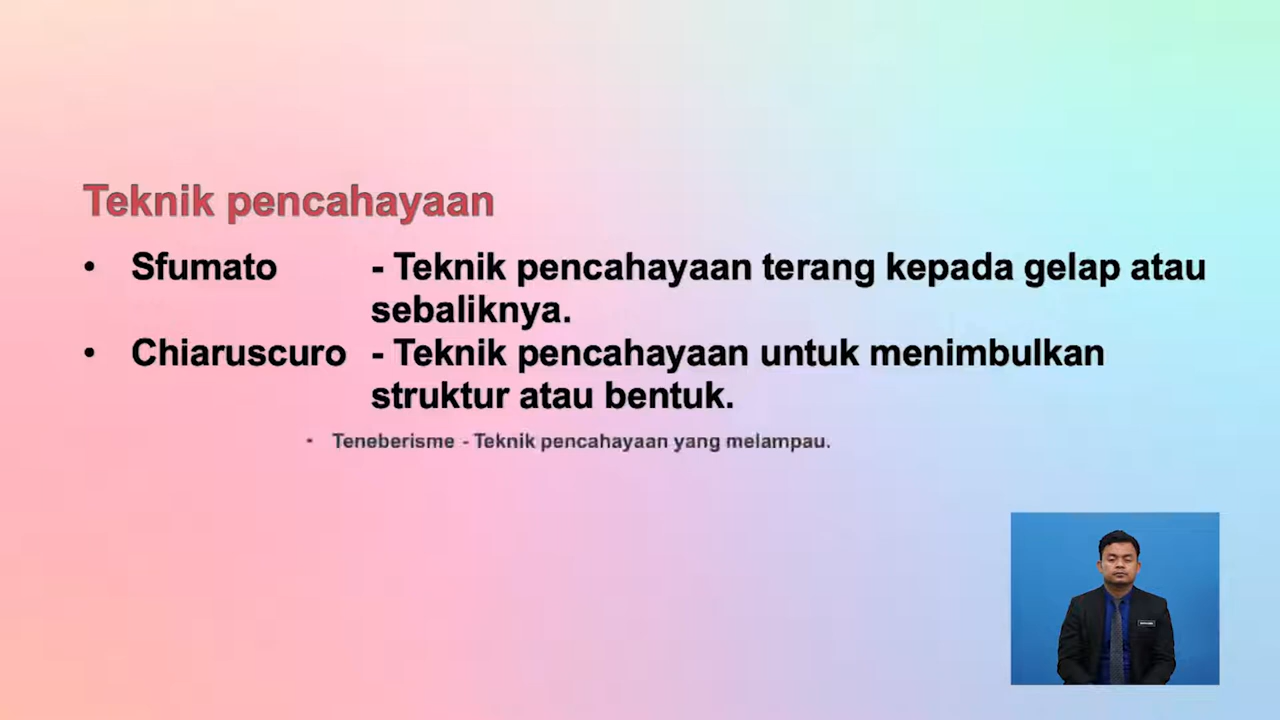 Teknik pencahayaan
• Sfumato - Teknik pencahayaan terang kepada gelap atau
sebaliknya.
• Chiaruscuro - Teknik pencahayaan untuk menimbulkan
struktur atau bentuk.
• Teneberisme - Teknik pencahayaan yang melampau.